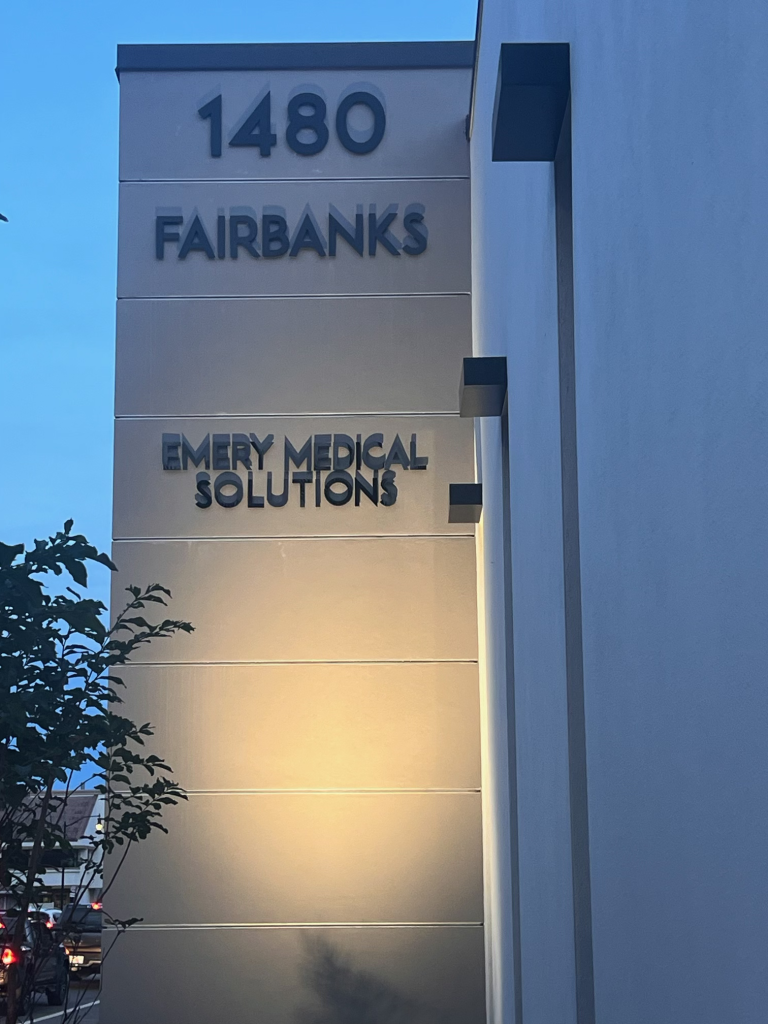 1480
FAIRBANKS
EMERY MEDICAL
SOLUTIONS